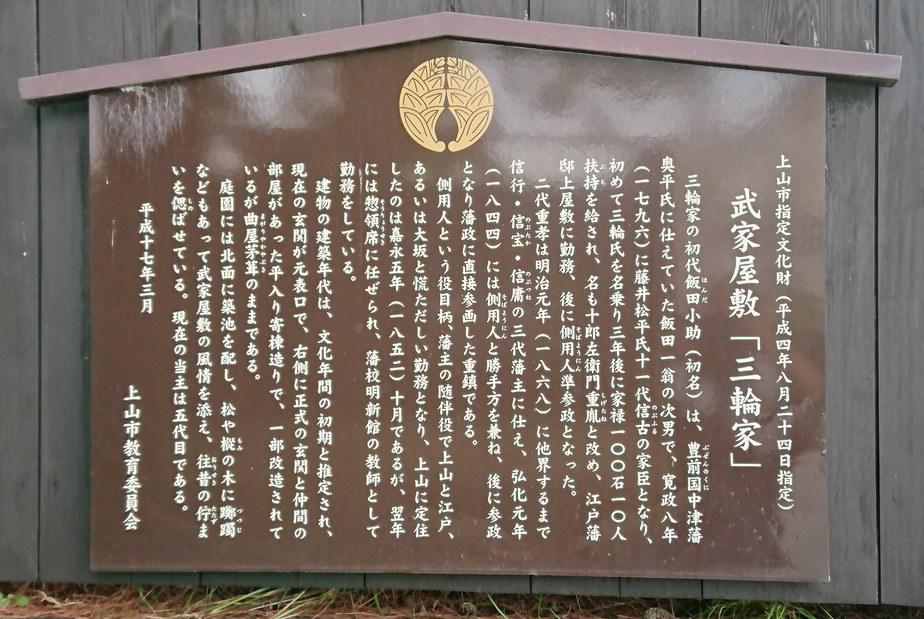 上山市指定文化財（平成四年八月二十四日指定）
武家屋敷「三輪家」
三輪家の初代飯田小助（初名）は、豊前国中津藩
奥平氏に仕えていた飯田一翁の次男で、寛政八年
（一七九六）に藤井松平氏十一代信古の家臣となり、
初めて三輪氏を名乗り三年後に家禄一〇〇石一〇人
扶持を給され、名も十郎左衛門重胤と改め、江戸藩
邸上屋敷に勤務、後に側用人準参政となった。
二代重孝は明治元年（一八六八）に他界するまで
信行・信宝・信庸の三代藩主に仕え、弘化元年
（一八四四）には側用人と勝手方を兼ね、後に参政
となり藩政に直接参画した重鎮である。
側用人という役目柄、藩主の随伴役で上山と江戸、
あるいは大坂と慌ただしい勤務となり、上山に定住
したのは嘉永五年（一八五二）十月であるが、翌年
には惣領席に任ぜられ、藩校明新館の教師として
勤務をしている。
建物の建築年代は、文化年間の初期と推定され、
現在の玄関が元表口で、右側に正式の玄関と仲間の
部屋があった平入り寄棟造りで、一部改造されて
いるが曲屋茅葺のままである。
庭園には北面に築池を配し、松や樅の木に躑躅
などもあって武家屋敷の風情を添え、往昔の佇ま
いを偲ばせている。現在の当主は五代目である。
平成十七年三月
上山市教育委員会